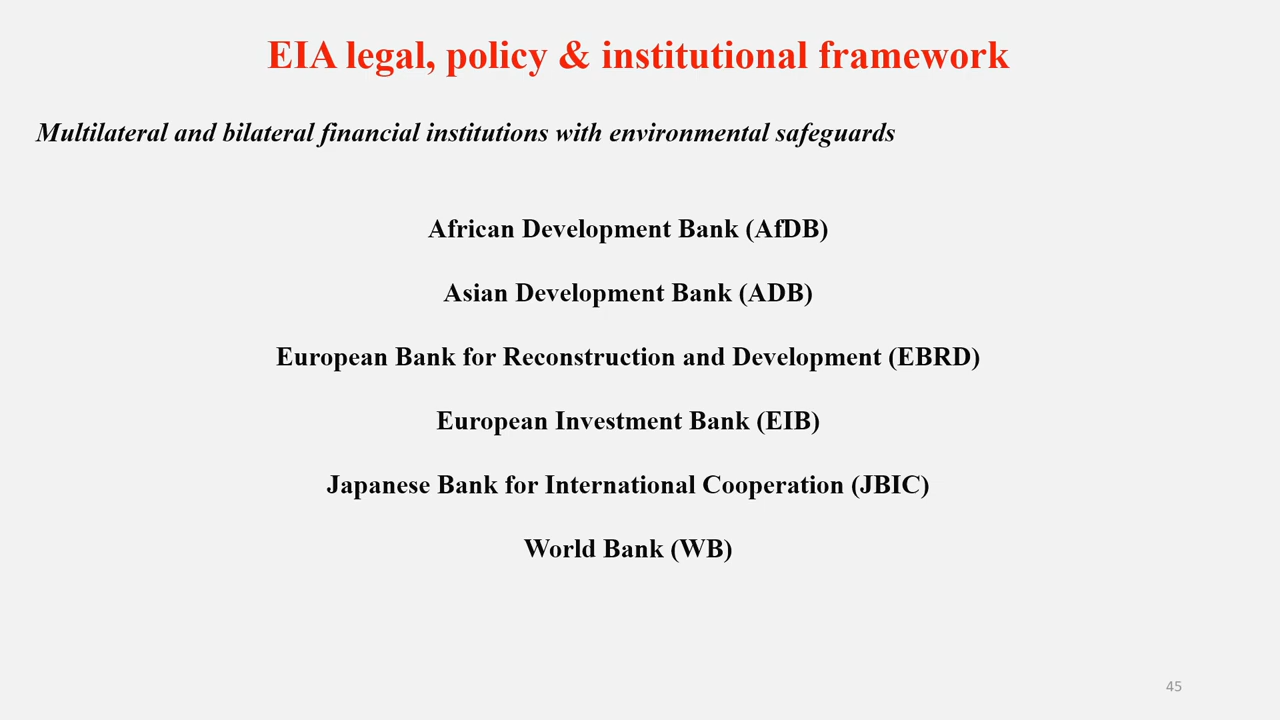 EIA legal, policy & institutional framework
Multilateral and bilateral financial institutions with environmental safeguards
African Development Bank (AfDB)
Asian Development Bank (ADB)
European Bank for Reconstruction and Development (EBRD)
European Investment Bank (EIB)
Japanese Bank for International Cooperation (JBIC)
World Bank (WB)
45